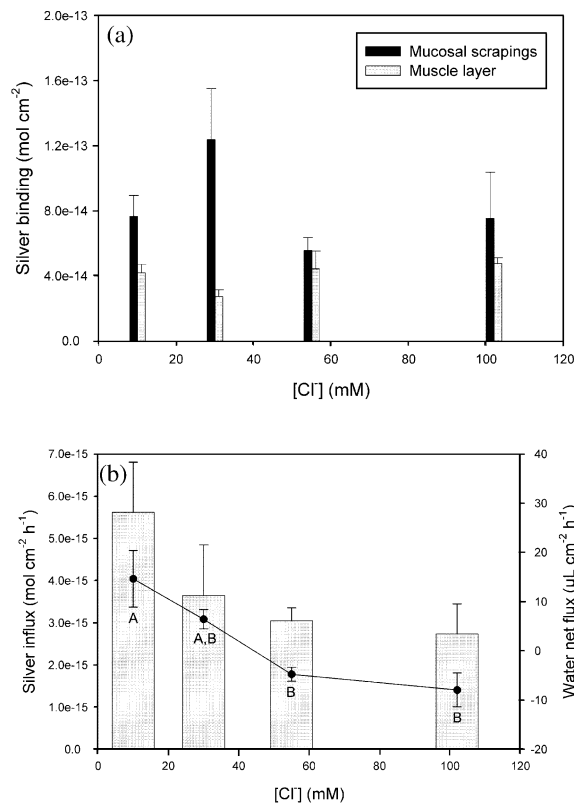 (a)
2.0e-13
1.6e-13
1.2e-13
8.0e-14
4.0e-14
0.0
Silver binding (mol cm⁻²)
Mucosal scrapings
Muscle layer
0 20 40 60 80 100 120
[Cl⁻] (mM)
(b)
7.0e-15
6.0e-15
5.0e-15
4.0e-15
3.0e-15
2.0e-15
1.0e-15
0.0
Silver influx (mol cm⁻² h⁻¹)
A
A,B
B
B
40
30
20
10
0
-10
-20
Water net flux (uL cm⁻² h⁻¹)
0 20 40 60 80 100 120
[Cl⁻] (mM)